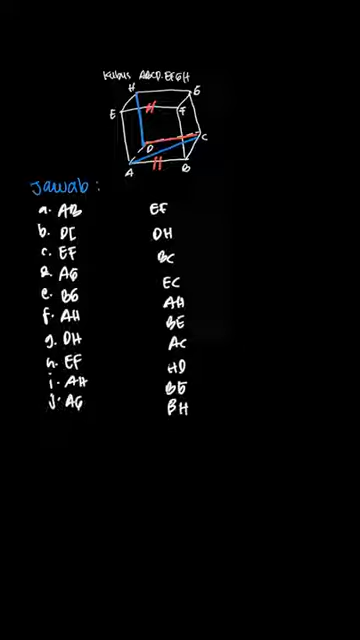 Kubus ABCD.EFGH
H
G
E
F
D
C
A
B
Jawab:
a. AB EF
b. DC DH
c. EF BC
d. AG EC
e. BG AH
f. AH BE
g. DH AC
h. EF HD
i. AH BE
j. AG BH